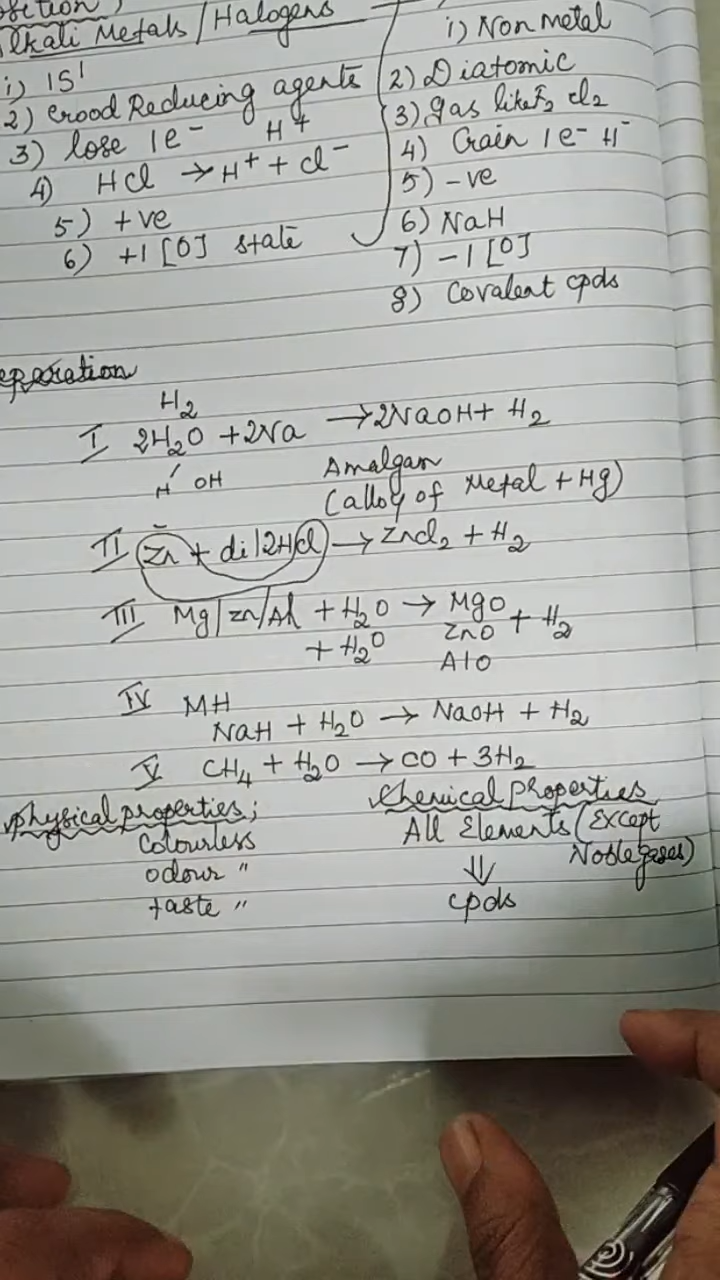 osition)
lkali Metals/Halogens
i) 1S¹
2) Good Reducing agents
3) lose 1e⁻ H⁺
4) HCl → H⁺ + Cl⁻
5) +ve
6) +1 [O] state
i) Non metal
2) Diatomic
3) gas like F₂ Cl₂
4) Gain 1e⁻ H⁻
5) -ve
6) NaH
7) -1 [O]
8) Covalent cpds
eparation
H₂
I 2H₂O + 2Na → 2NaOH + H₂
H OH Amalgam
(alloy of Metal + Hg)
II Zn + dil 2HCl → ZnCl₂ + H₂
III Mg/Zn/Al + H₂O → MgO + H₂
+ H₂O ZnO
AlO
IV MH
NaH + H₂O → NaOH + H₂
V CH₄ + H₂O → CO + 3H₂
Physical properties;
Colourless
odour "
taste "
Chemical Properties
All Elements (Except
Noble gases)
⇓
cpds